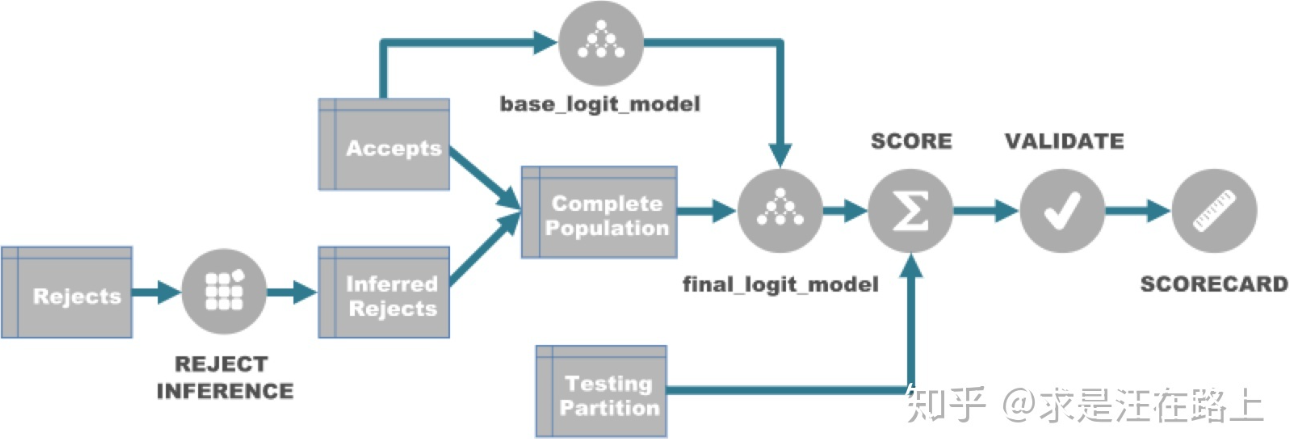 base_logit_model
Accepts
SCORE
VALIDATE
Complete
Population
final_logit_model
SCORECARD
Rejects
Inferred
Rejects
REJECT
INFERENCE
Testing
Partition
知乎 @求是汪在路上